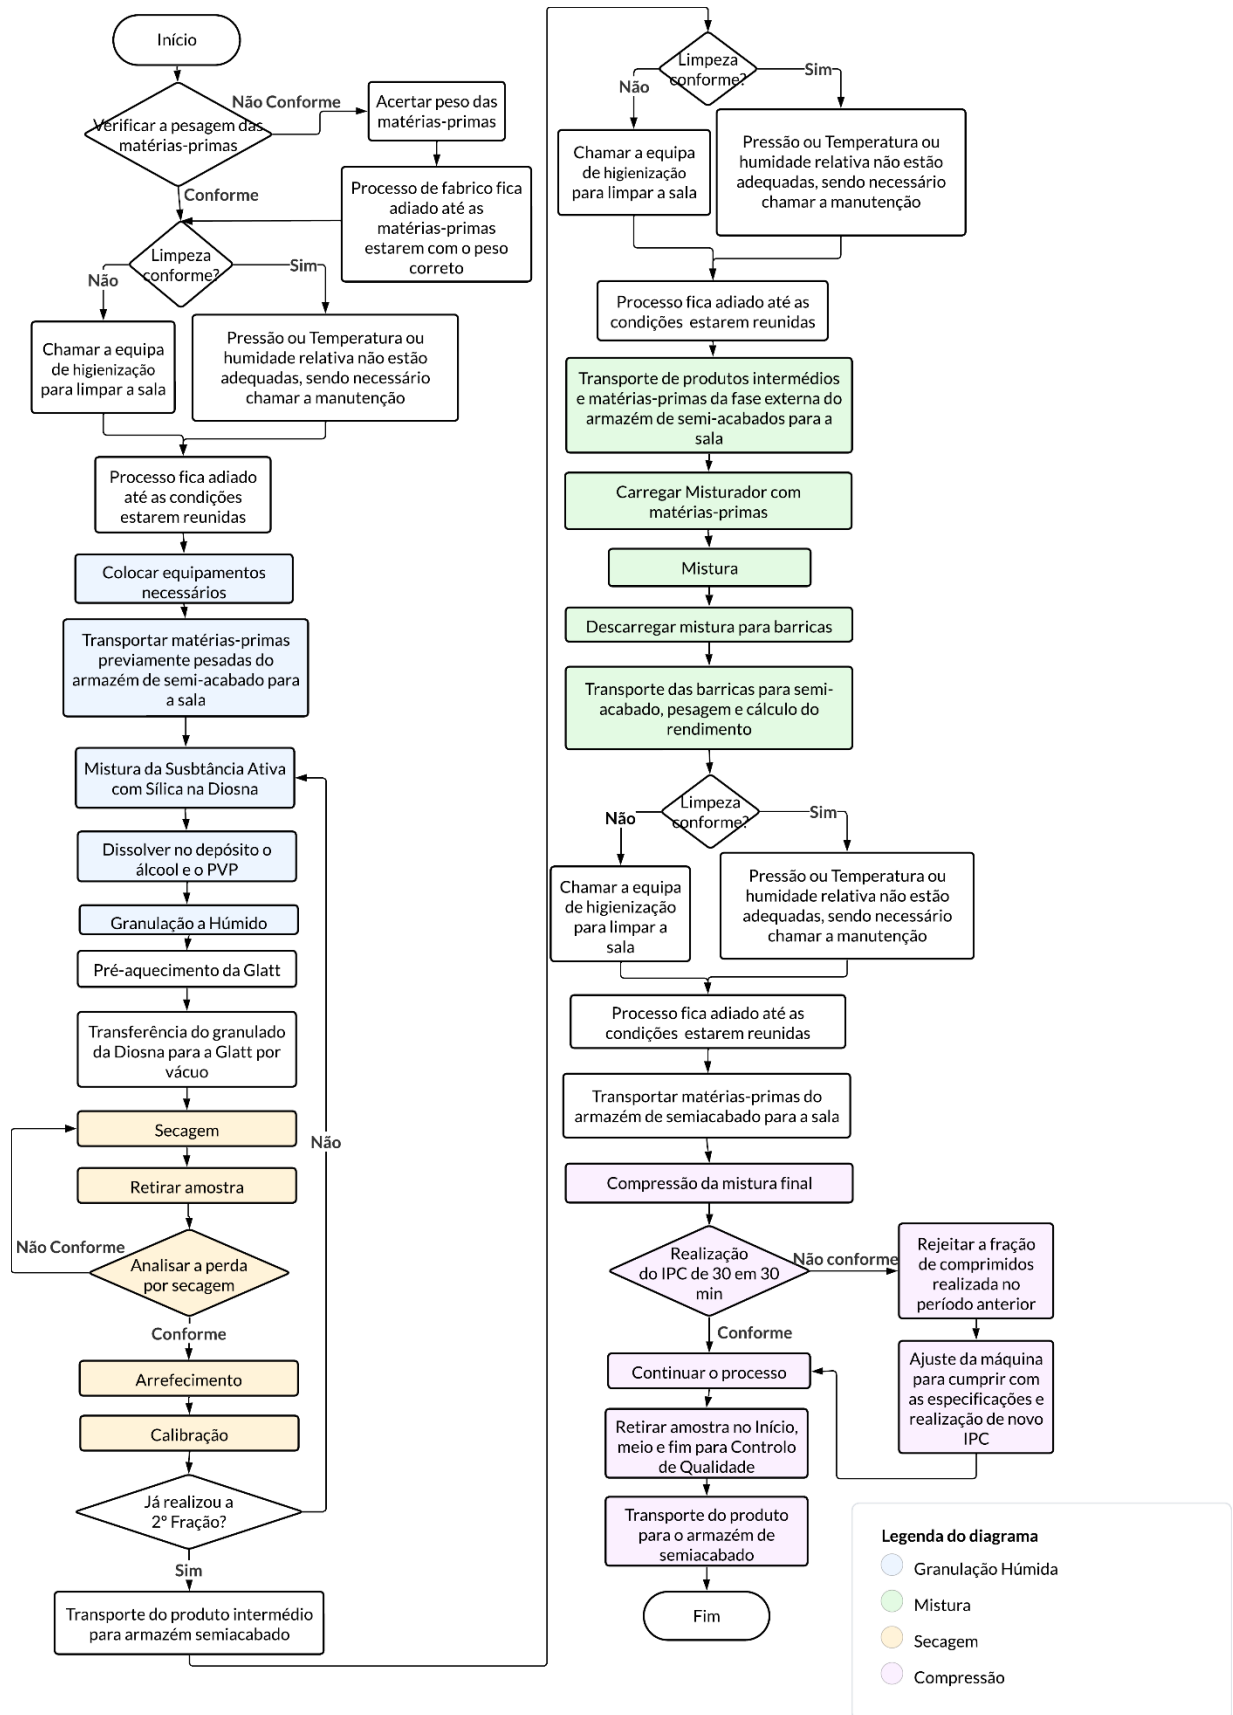 Início
Verificar a pesagem das
matérias-primas
Não Conforme
Acertar peso das
matérias-primas
Conforme
Processo de fabrico fica
adiado até as
matérias-primas
estarem com o peso
correto
Limpeza
conforme?
Não
Sim
Chamar a equipa
de higienização
para limpar a sala
Pressão ou Temperatura ou
humidade relativa não estão
adequadas, sendo necessário
chamar a manutenção
Processo fica adiado
até as condições
estarem reunidas
Colocar equipamentos
necessários
Transportar matérias-primas
previamente pesadas do
armazém de semi-acabado para
a sala
Mistura da Susbtância Ativa
com Sílica na Diosna
Dissolver no depósito o
álcool e o PVP
Granulação a Húmido
Pré-aquecimento da Glatt
Transferência do granulado
da Diosna para a Glatt por
vácuo
Secagem
Retirar amostra
Não Conforme
Analisar a perda
por secagem
Conforme
Arrefecimento
Calibração
Já realizou a
2º Fração?
Não
Sim
Transporte do produto intermédio
para armazém semiacabado
Limpeza
conforme?
Não
Sim
Chamar a equipa
de higienização
para limpar a sala
Pressão ou Temperatura ou
humidade relativa não estão
adequadas, sendo necessário
chamar a manutenção
Processo fica adiado até as
condições estarem reunidas
Transporte de produtos intermédios
e matérias-primas da fase externa do
armazém de semi-acabados para a
sala
Carregar Misturador com
matérias-primas
Mistura
Descarregar mistura para barricas
Transporte das barricas para semi-
acabado, pesagem e cálculo do
rendimento
Limpeza
conforme?
Não
Sim
Chamar a equipa
de higienização
para limpar a
sala
Pressão ou Temperatura ou
humidade relativa não estão
adequadas, sendo necessário
chamar a manutenção
Processo fica adiado até as
condições estarem reunidas
Transportar matérias-primas do
armazém de semiacabado para a sala
Compressão da mistura final
Realização
do IPC de 30 em 30
min
Não conforme
Rejeitar a fração
de comprimidos
realizada no
período anterior
Conforme
Ajuste da máquina
para cumprir com
as especificações e
realização de novo
IPC
Continuar o processo
Retirar amostra no Início,
meio e fim para Controlo
de Qualidade
Transporte do produto
para o armazém de
semiacabado
Fim
Legenda do diagrama
Granulação Húmida
Mistura
Secagem
Compressão